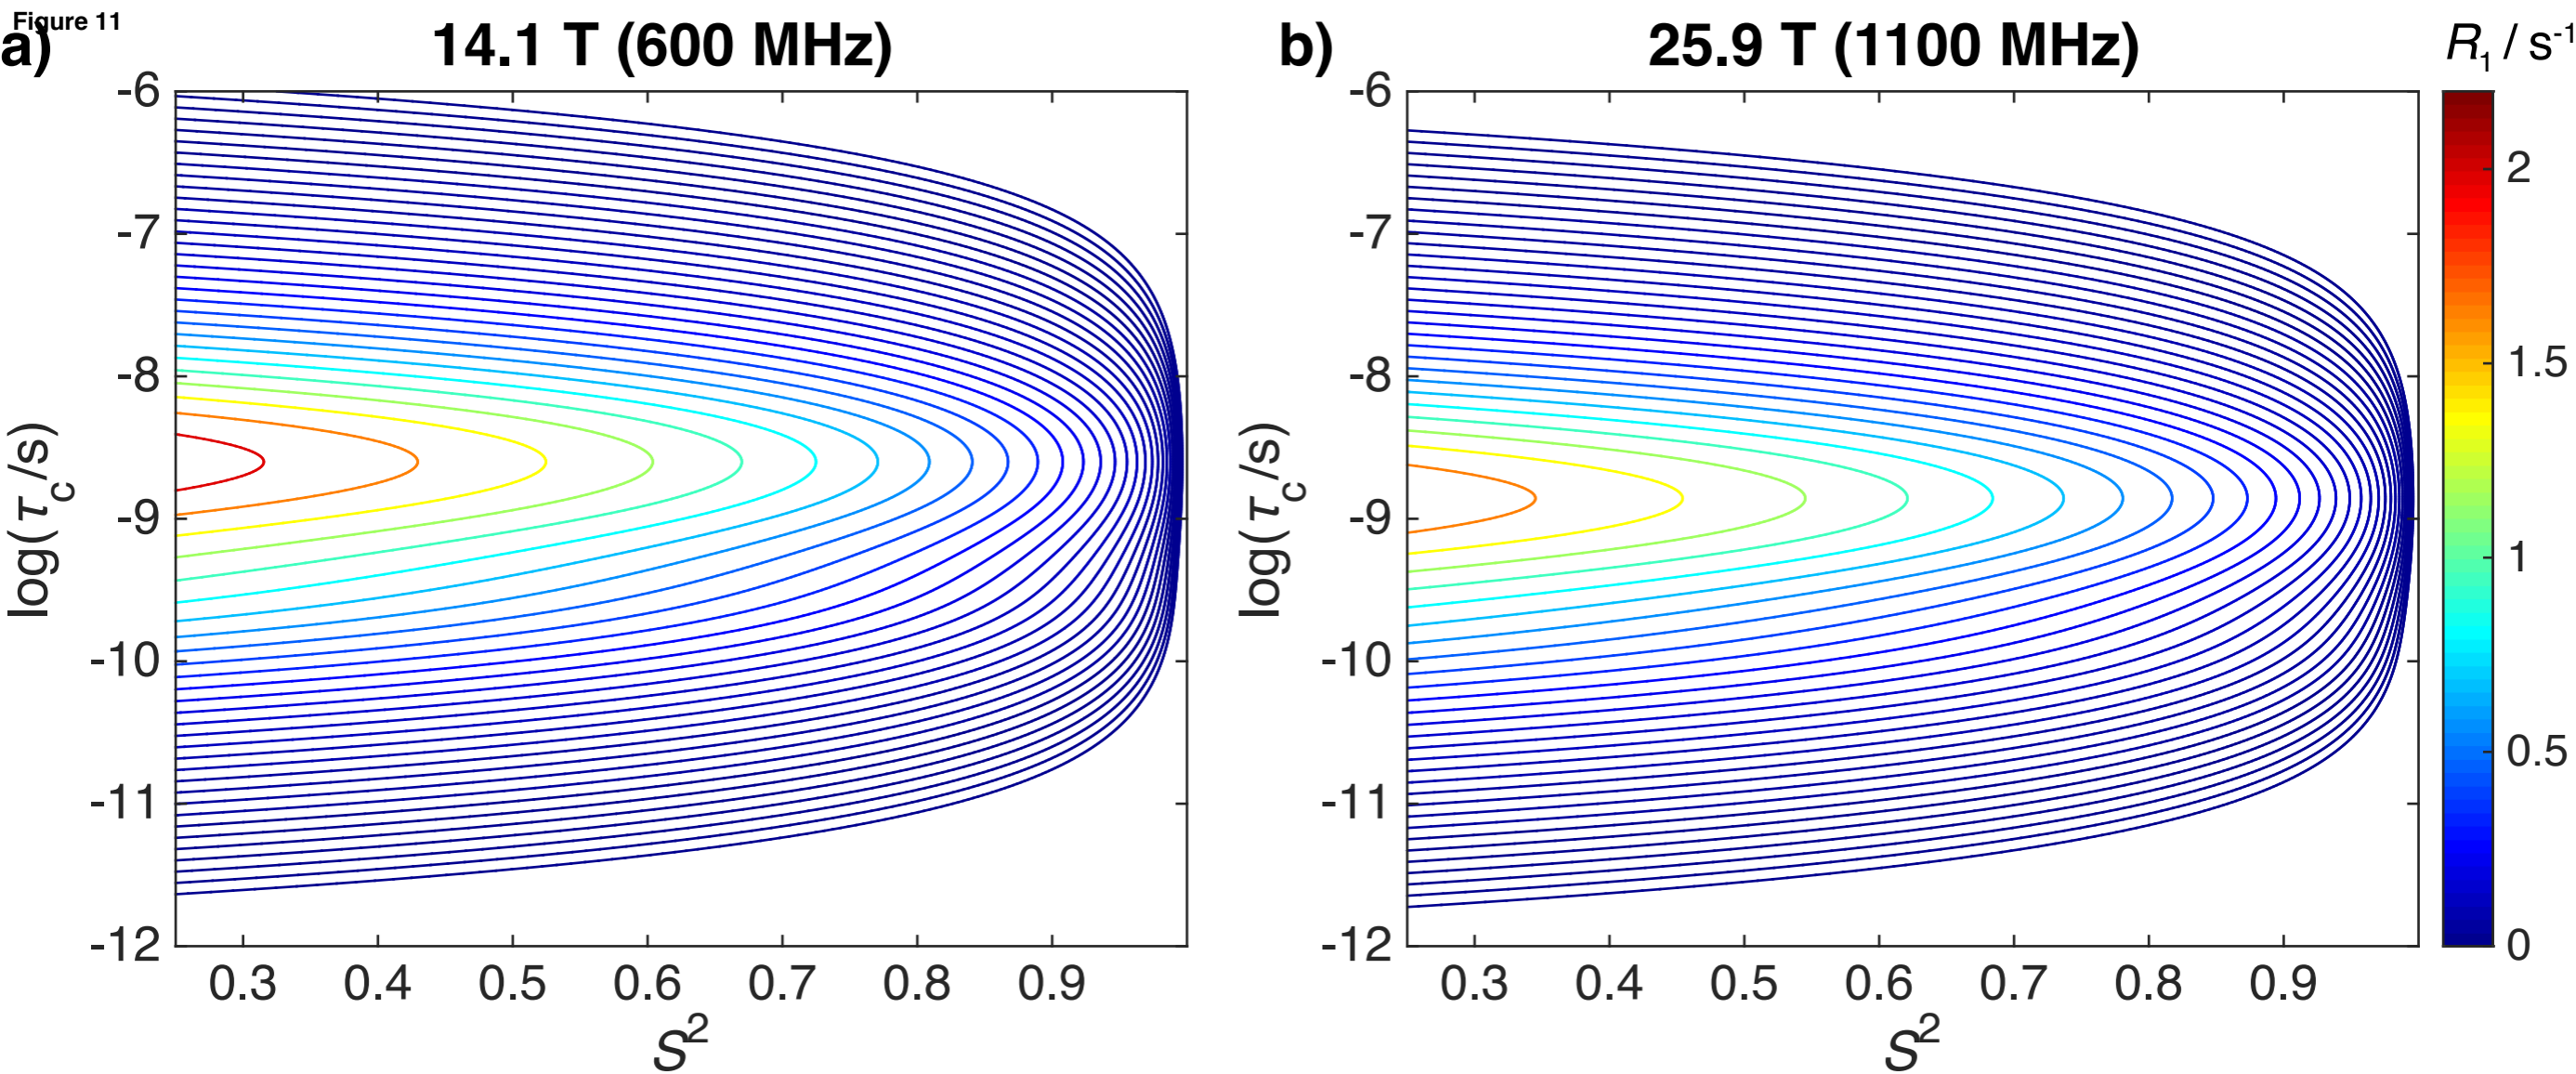 Figure 11
a)
14.1 T (600 MHz)
-6
-7
-8
-9
-10
-11
-12
log(τc/s)
0.3 0.4 0.5 0.6 0.7 0.8 0.9
S²
b)
25.9 T (1100 MHz)
-6
-7
-8
-9
-10
-11
-12
log(τc/s)
0.3 0.4 0.5 0.6 0.7 0.8 0.9
S²
R₁ / s⁻¹
2
1.5
1
0.5
0